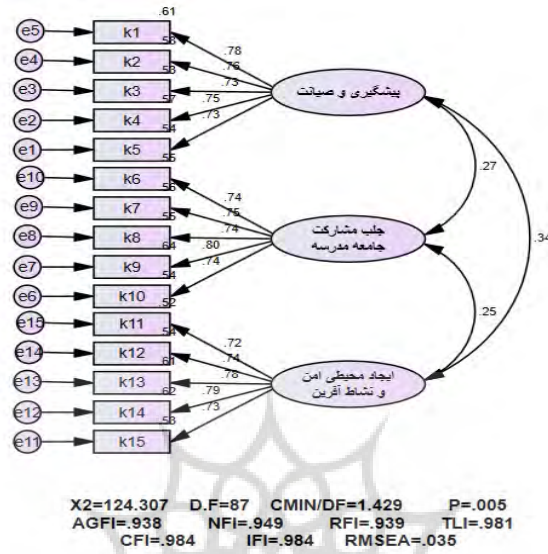 .61
e5 k1
.58
e4 k2
.53
e3 k3
.57
e2 k4
.54
e1 k5
.55
e10 k6
.56
e9 k7
.55
e8 k8
.64
e7 k9
.54
e6 k10
.52
e15 k11
.54
e14 k12
.61
e13 k13
.62
e12 k14
.53
e11 k15
.78
.76
.73
.75
.73
پیشگیری و صیانت
.74
.75
.74
.80
.74
جلب مشارکت
جامعه مدرسه
.72
.74
.78
.79
.73
ایجاد محیطی امن
و نشاط آفرین
.27
.34
.25
X2=124.307 D.F=87 CMIN/DF=1.429 P=.005
AGFI=.938 NFI=.949 RFI=.939 TLI=.981
CFI=.984 IFI=.984 RMSEA=.035